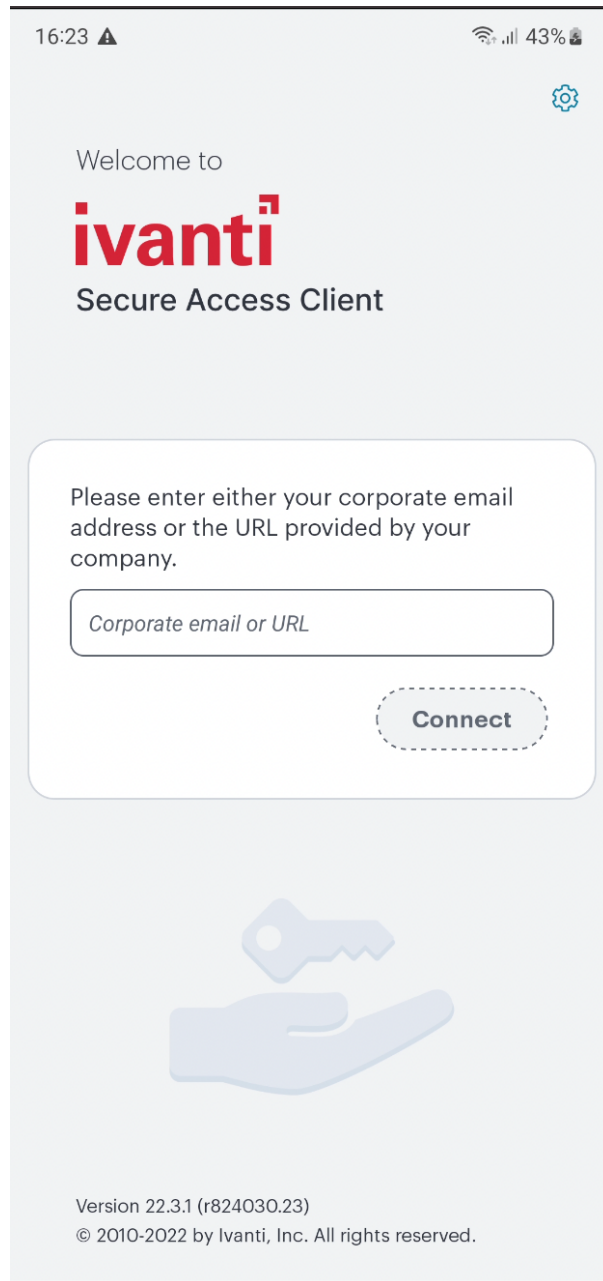 16:23
43%
Welcome to
ivanti
Secure Access Client
Please enter either your corporate email
address or the URL provided by your
company.
Corporate email or URL
Connect
Version 22.3.1 (r824030.23)
© 2010-2022 by Ivanti, Inc. All rights reserved.